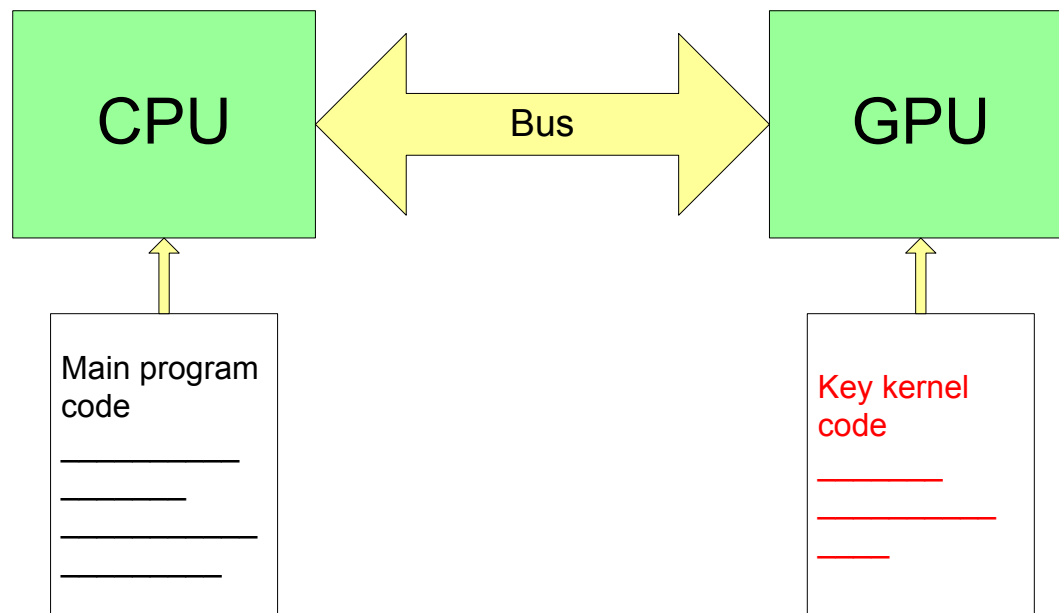 CPU
Bus
GPU
Main program
code
Key kernel
code